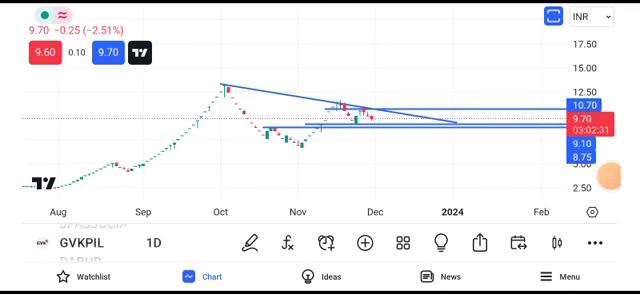 INR
9.70 −0.25 (−2.51%)
9.60 0.10 9.70
17.50
15.00
12.50
10.70
9.70
03:02:31
9.10
8.75
5.00
2.50
Aug Sep Oct Nov Dec 2024 Feb
JPASSOCIA
GVKPIL 1D
DABUR
Watchlist Chart Ideas News Menu